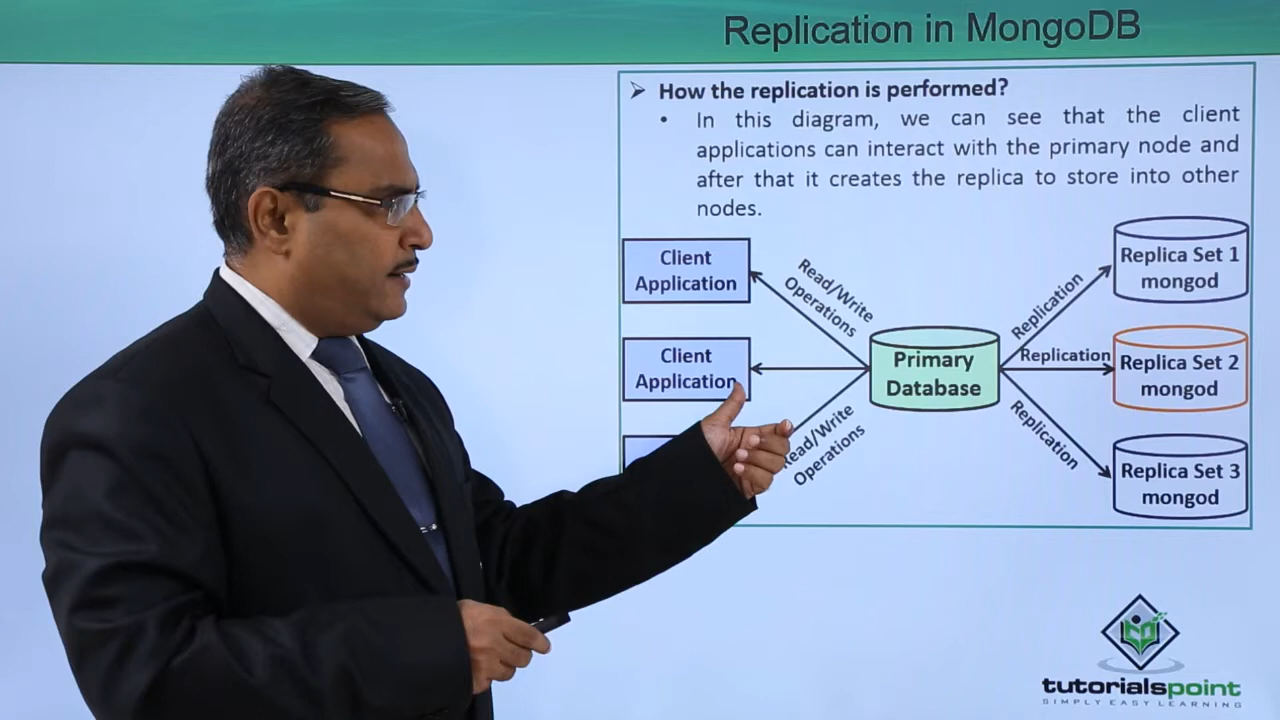 Replication in MongoDB
➢ How the replication is performed?
• In this diagram, we can see that the client
applications can interact with the primary node and
after that it creates the replica to store into other
nodes.
Client
Application
Read/Write
Operations
Client
Application
Read/Write
Operations
Primary
Database
Replication
Replication
Replication
Replica Set 1
mongod
Replica Set 2
mongod
Replica Set 3
mongod
tutorialspoint
SIMPLY EASY LEARNING